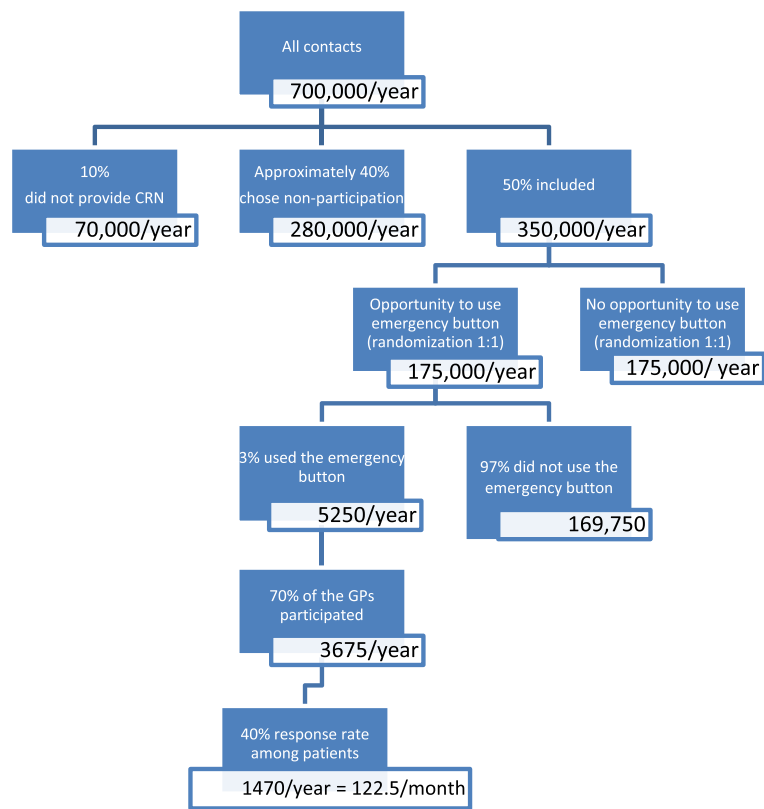 All contacts
700,000/year
10%
did not provide CRN
70,000/year
Approximately 40%
chose non-participation
280,000/year
50% included
350,000/year
Opportunity to use
emergency button
(randomization 1:1)
175,000/year
No opportunity to use
emergency button
(randomization 1:1)
175,000/ year
3% used the emergency
button
5250/year
97% did not use the
emergency button
169,750
70% of the GPs
participated
3675/year
40% response rate
among patients
1470/year = 122.5/month